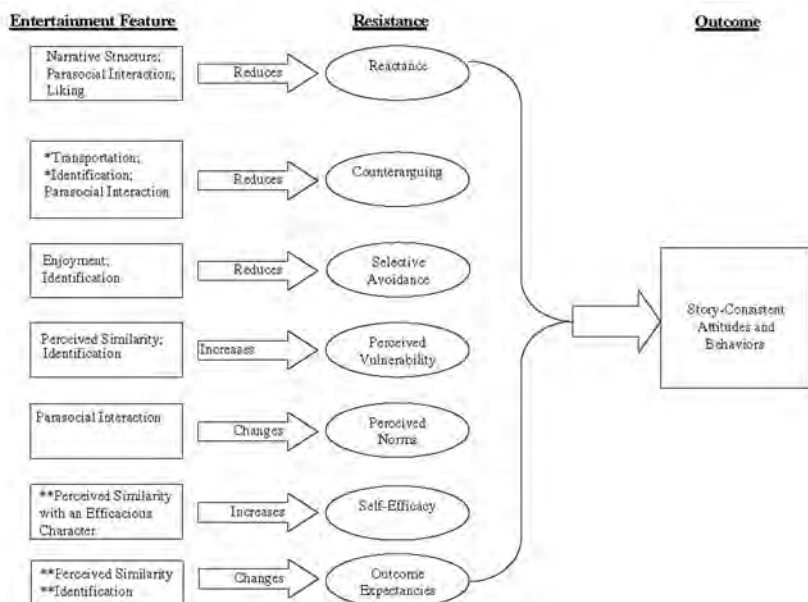 Entertainment Feature
Resistance
Outcome
Narrative Structure;
Parasocial Interaction;
Liking
Reduces
Reactance
*Transportation;
*Identification;
Parasocial Interaction
Reduces
Counterarguing
Enjoyment;
Identification
Reduces
Selective
Avoidance
Perceived Similarity;
Identification
Increases
Perceived
Vulnerability
Parasocial Interaction
Changes
Perceived
Norms
**Perceived Similarity
with an Efficacious
Character
Increases
Self-Efficacy
**Perceived Similarity
**Identification
Changes
Outcome
Expectancies
Story-Consistent
Attitudes and
Behaviors